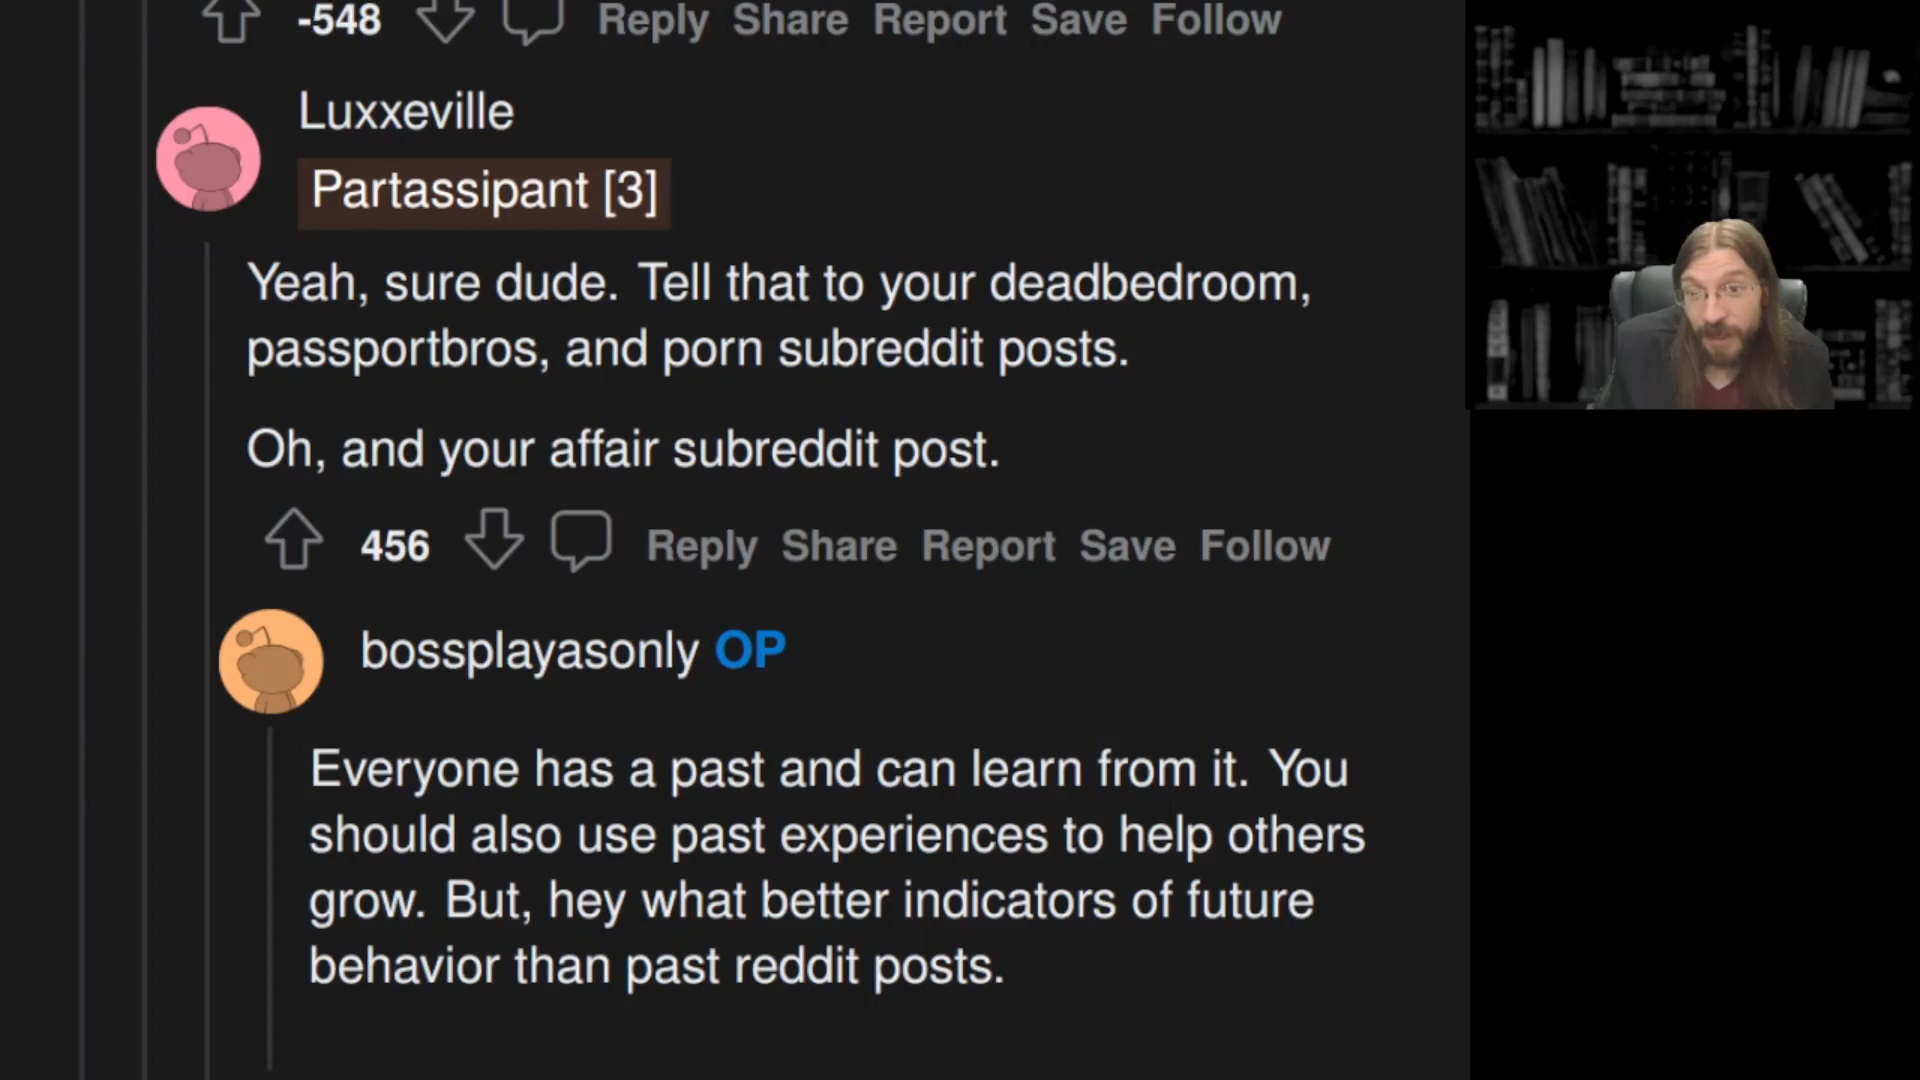 -548 Reply Share Report Save Follow
Luxxeville
Partassipant [3]
Yeah, sure dude. Tell that to your deadbedroom,
passportbros, and porn subreddit posts.
Oh, and your affair subreddit post.
456 Reply Share Report Save Follow
bossplayasonly OP
Everyone has a past and can learn from it. You
should also use past experiences to help others
grow. But, hey what better indicators of future
behavior than past reddit posts.